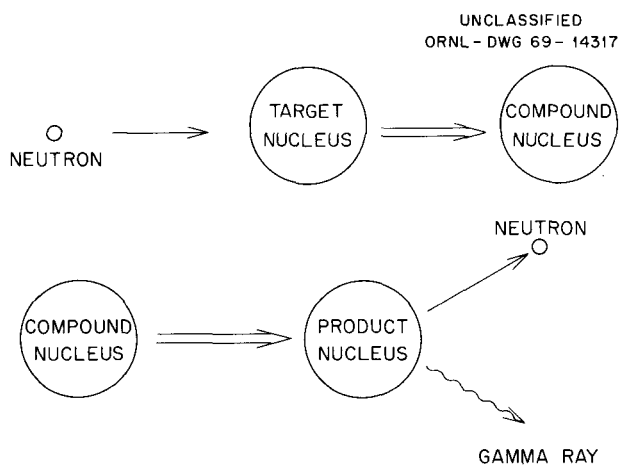 UNCLASSIFIED
ORNL-DWG 69-14317
NEUTRON
TARGET
NUCLEUS
COMPOUND
NUCLEUS
COMPOUND
NUCLEUS
PRODUCT
NUCLEUS
NEUTRON
GAMMA RAY